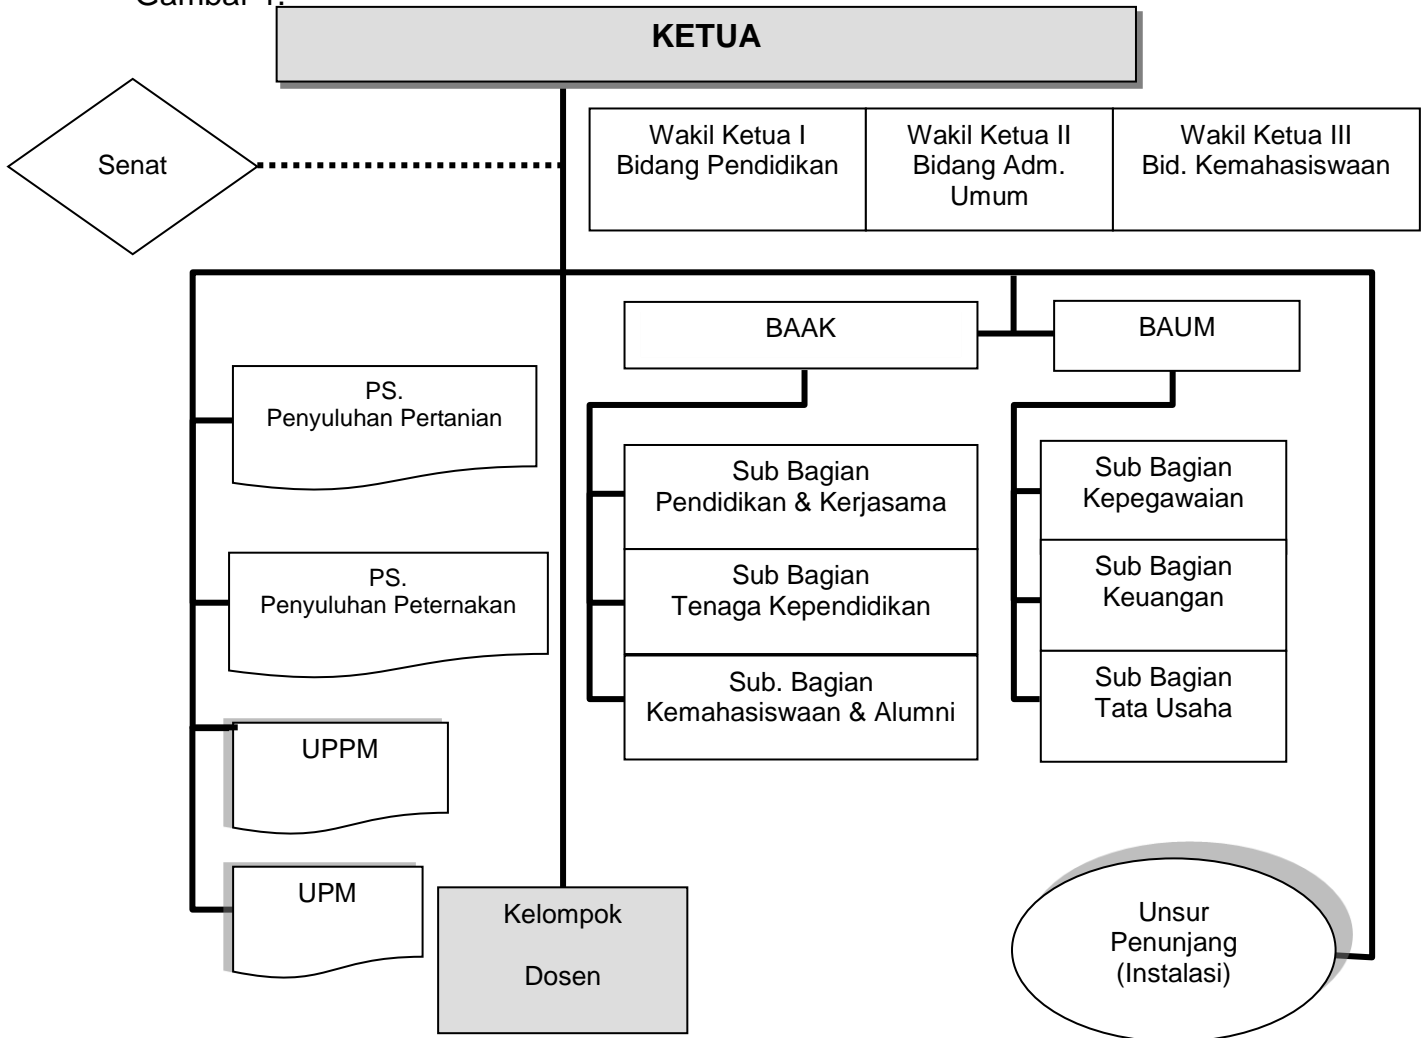 Gambar 1.
KETUA
Senat
Wakil Ketua I
Bidang Pendidikan
Wakil Ketua II
Bidang Adm.
Umum
Wakil Ketua III
Bid. Kemahasiswaan
BAAK
BAUM
PS.
Penyuluhan Pertanian
Sub Bagian
Pendidikan & Kerjasama
Sub Bagian
Kepegawaian
PS.
Penyuluhan Peternakan
Sub Bagian
Tenaga Kependidikan
Sub Bagian
Keuangan
Sub. Bagian
Kemahasiswaan & Alumni
Sub Bagian
Tata Usaha
UPPM
UPM
Kelompok
Dosen
Unsur
Penunjang
(Instalasi)